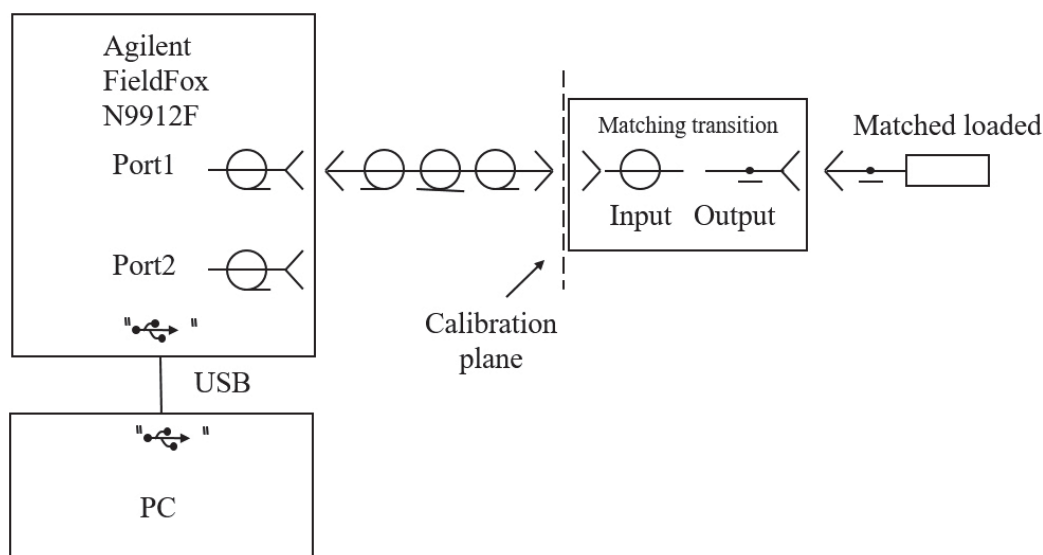 Agilent
FieldFox
N9912F
Port1
Port2
" "
USB
" "
PC
Calibration
plane
Matching transition
Input Output
Matched loaded